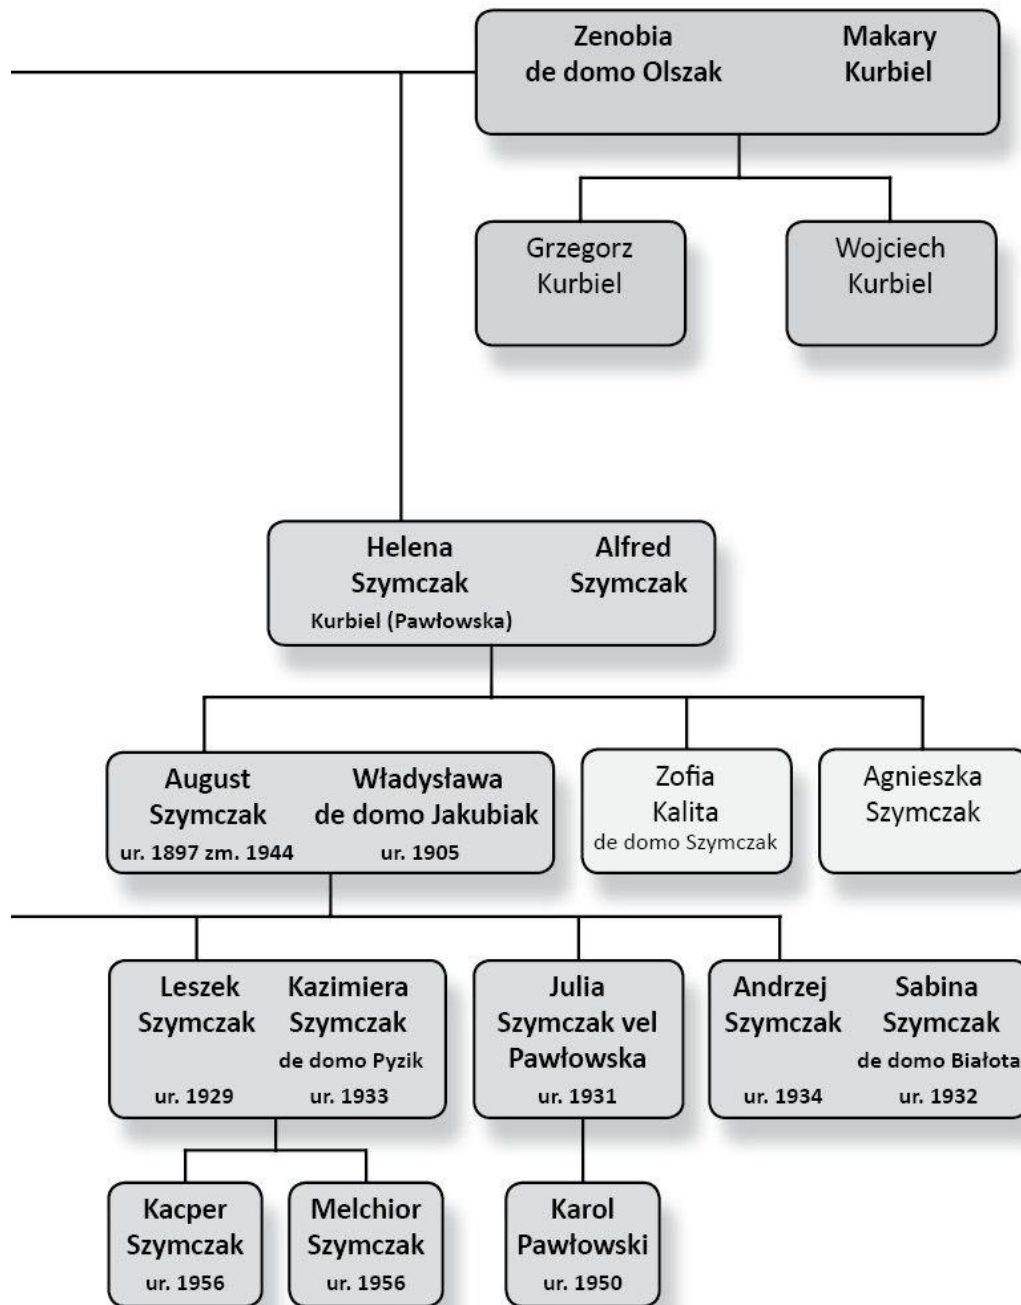 Zenobia
de domo Olszak
Makary
Kurbiel
Grzegorz
Kurbiel
Wojciech
Kurbiel
Helena
Szymczak
Kurbiel (Pawłowska)
Alfred
Szymczak
August
Szymczak
ur. 1897 zm. 1944
Władysława
de domo Jakubiak
ur. 1905
Zofia
Kalita
de domo Szymczak
Agnieszka
Szymczak
Leszek
Szymczak
ur. 1929
Kazimiera
Szymczak
de domo Pyzik
ur. 1933
Julia
Szymczak vel
Pawłowska
ur. 1931
Andrzej
Szymczak
ur. 1934
Sabina
Szymczak
de domo Białota
ur. 1932
Kacper
Szymczak
ur. 1956
Melchior
Szymczak
ur. 1956
Karol
Pawłowski
ur. 1950